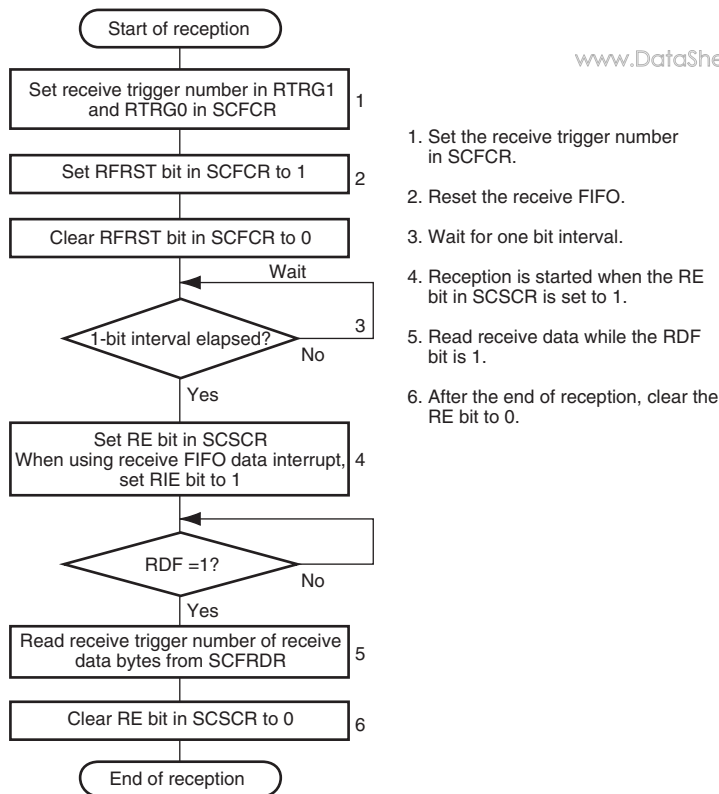 Start of reception
www.DataShe
Set receive trigger number in RTRG1
and RTRG0 in SCFCR
1
Set RFRST bit in SCFCR to 1
2
Clear RFRST bit in SCFCR to 0
Wait
1-bit interval elapsed?
3
No
Yes
Set RE bit in SCSCR
When using receive FIFO data interrupt,
set RIE bit to 1
4
RDF =1?
No
Yes
Read receive trigger number of receive
data bytes from SCFRDR
5
Clear RE bit in SCSCR to 0
6
End of reception
1. Set the receive trigger number
in SCFCR.
2. Reset the receive FIFO.
3. Wait for one bit interval.
4. Reception is started when the RE
bit in SCSCR is set to 1.
5. Read receive data while the RDF
bit is 1.
6. After the end of reception, clear the
RE bit to 0.